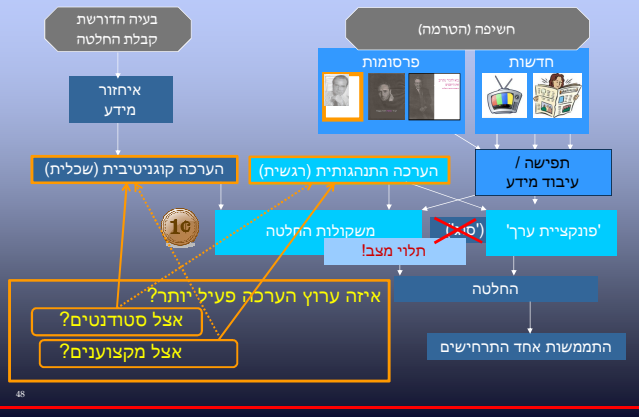 חשיפה (הטרמה)
בעיה הדורשת
קבלת החלטה
חדשות
פרסומות
איחזור
מידע
תפישה /
עיבוד מידע
הערכה התנהגותית (רגשית)
הערכה קוגניטיבית (שכלית)
1¢
'פונקציית ערך'
משקולות החלטה
תלוי מצב!
החלטה
איזה ערוץ הערכה פעיל יותר?
אצל סטודנטים?
אצל מקצוענים?
התממשות אחד התרחישים
48